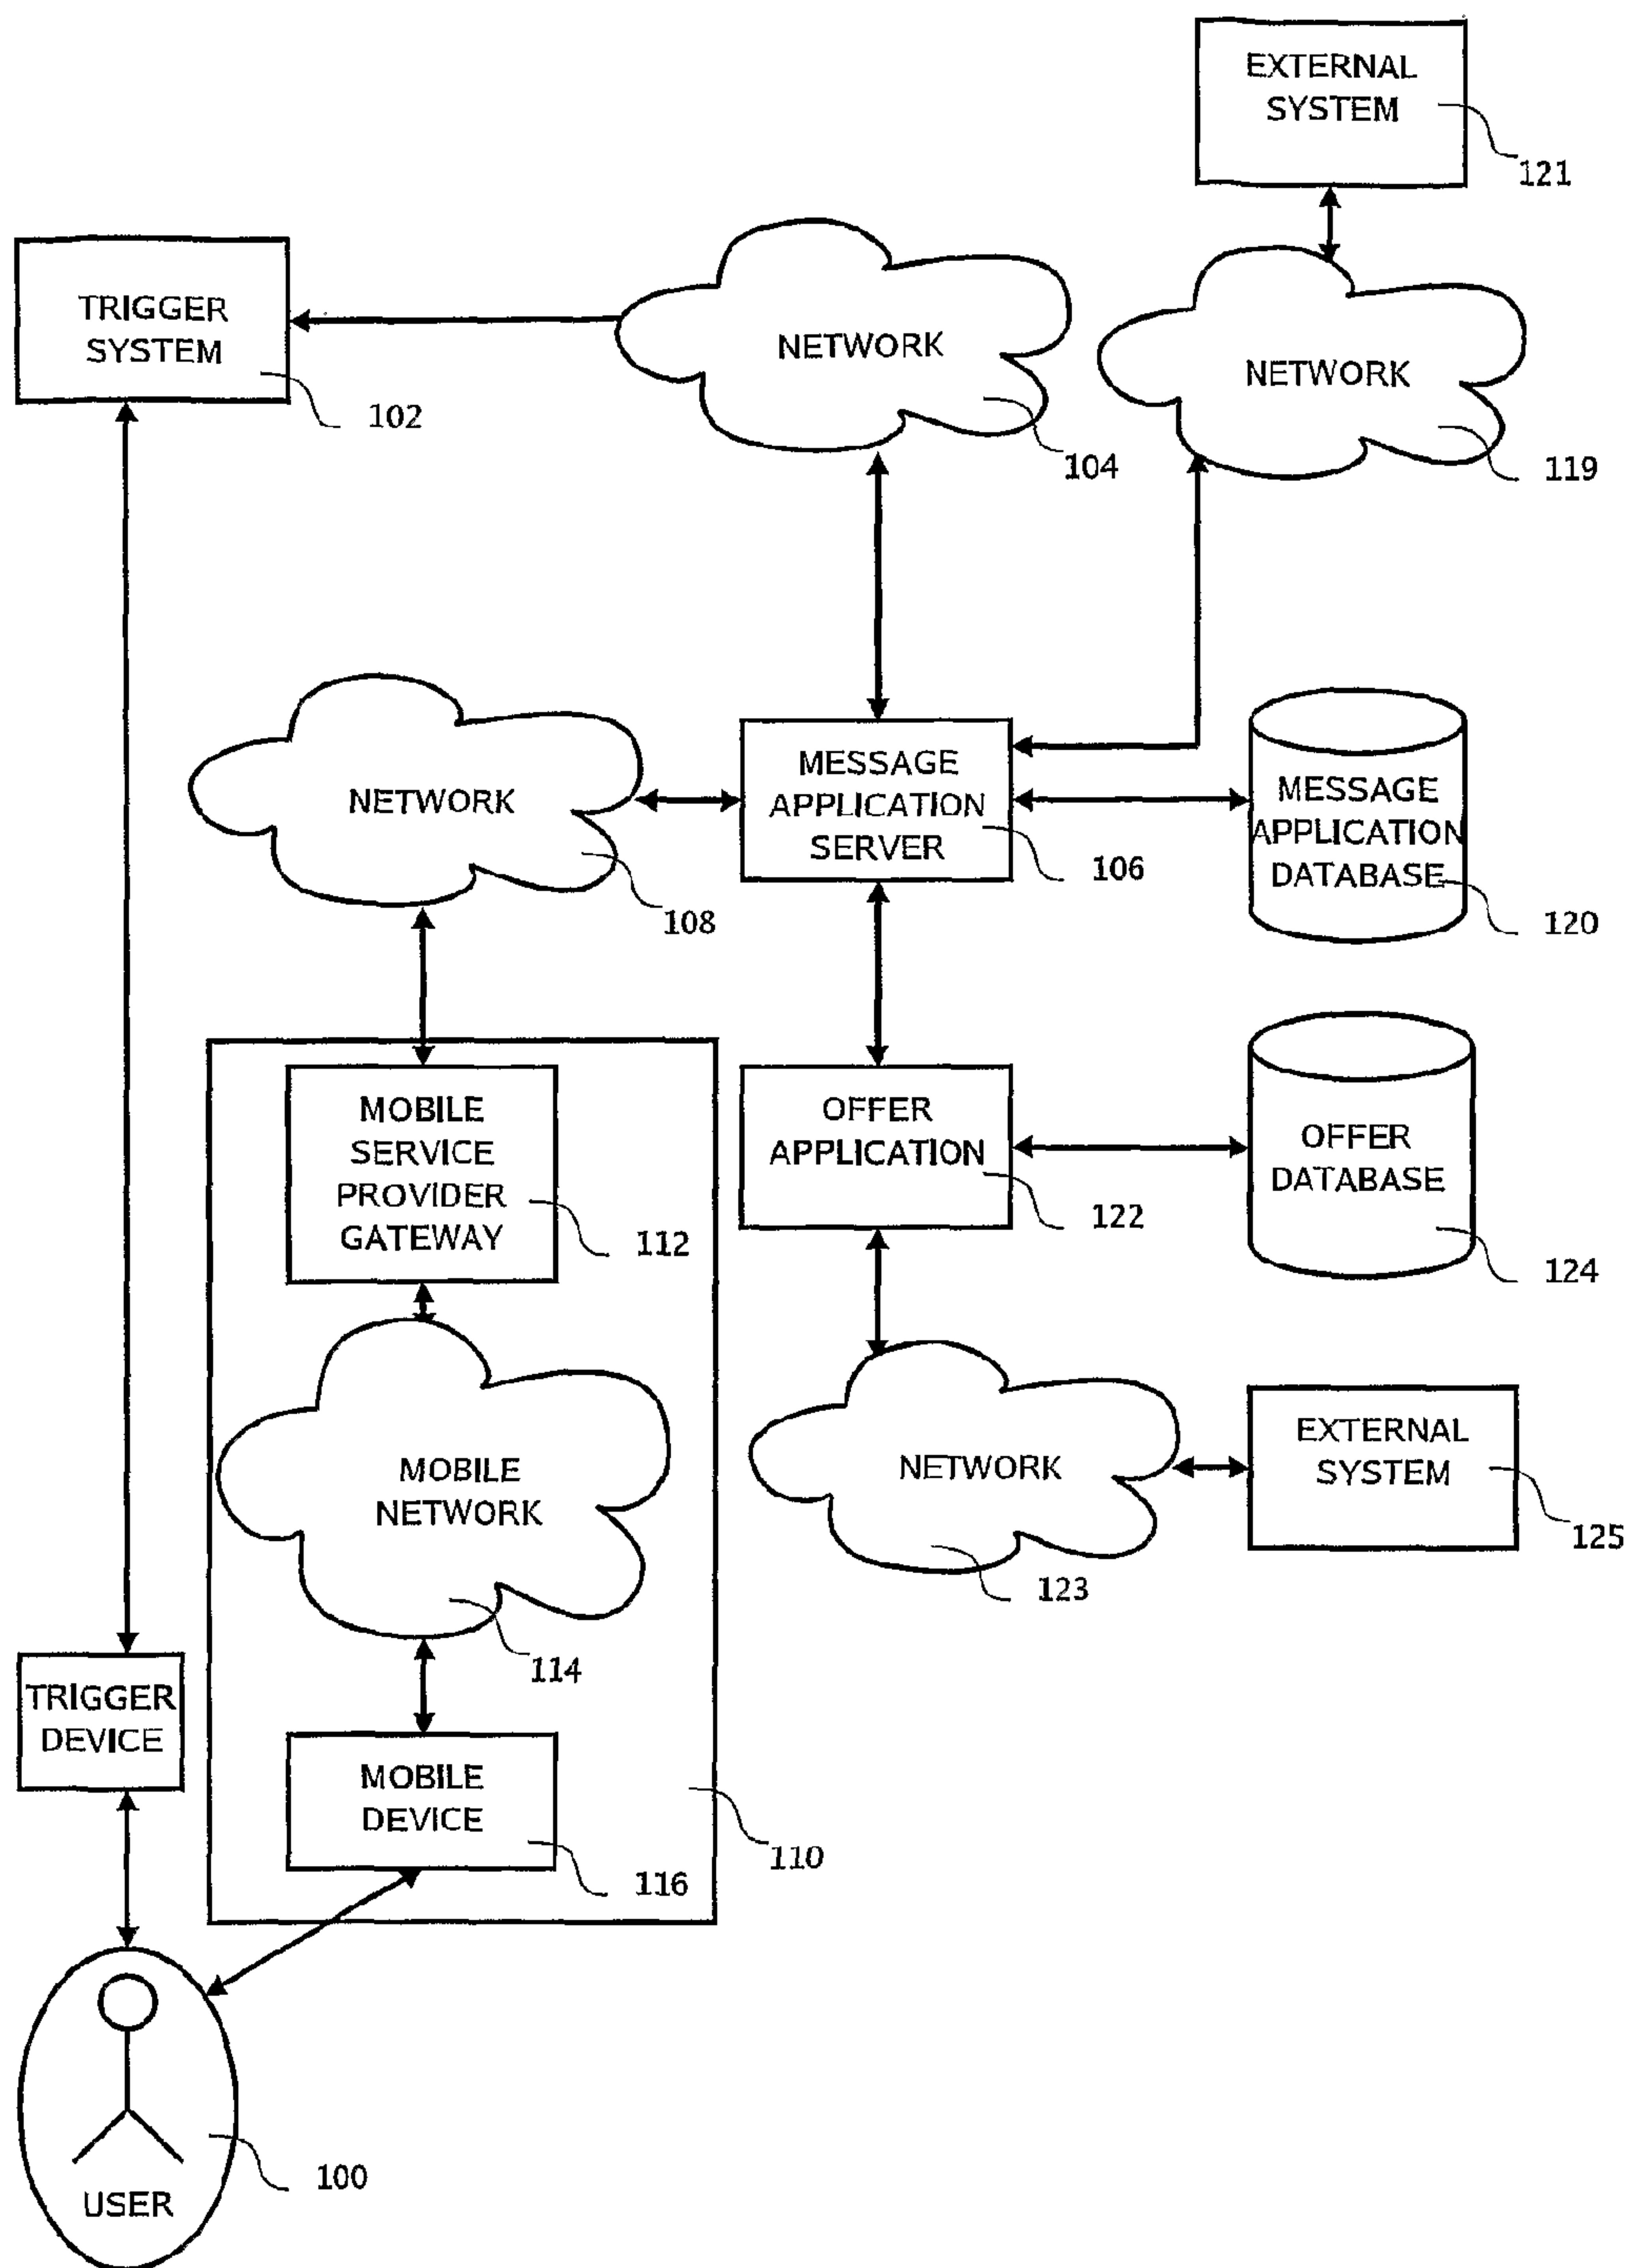 EXTERNAL
SYSTEM
121
TRIGGER
SYSTEM
102
NETWORK
104
NETWORK
119
NETWORK
108
MESSAGE
APPLICATION
SERVER
106
MESSAGE
APPLICATION
DATABASE
120
MOBILE
SERVICE
PROVIDER
GATEWAY
112
OFFER
APPLICATION
122
OFFER
DATABASE
124
MOBILE
NETWORK
114
NETWORK
123
EXTERNAL
SYSTEM
125
TRIGGER
DEVICE
MOBILE
DEVICE
116
110
USER
100